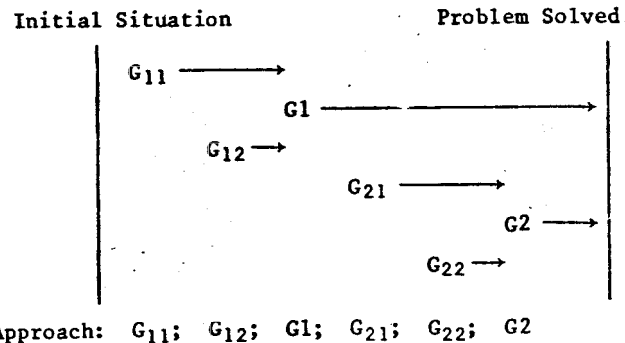 Initial Situation Problem Solved
G11
G1
G12
G21
G2
G22
Approach: G11; G12; G1; G21; G22; G2